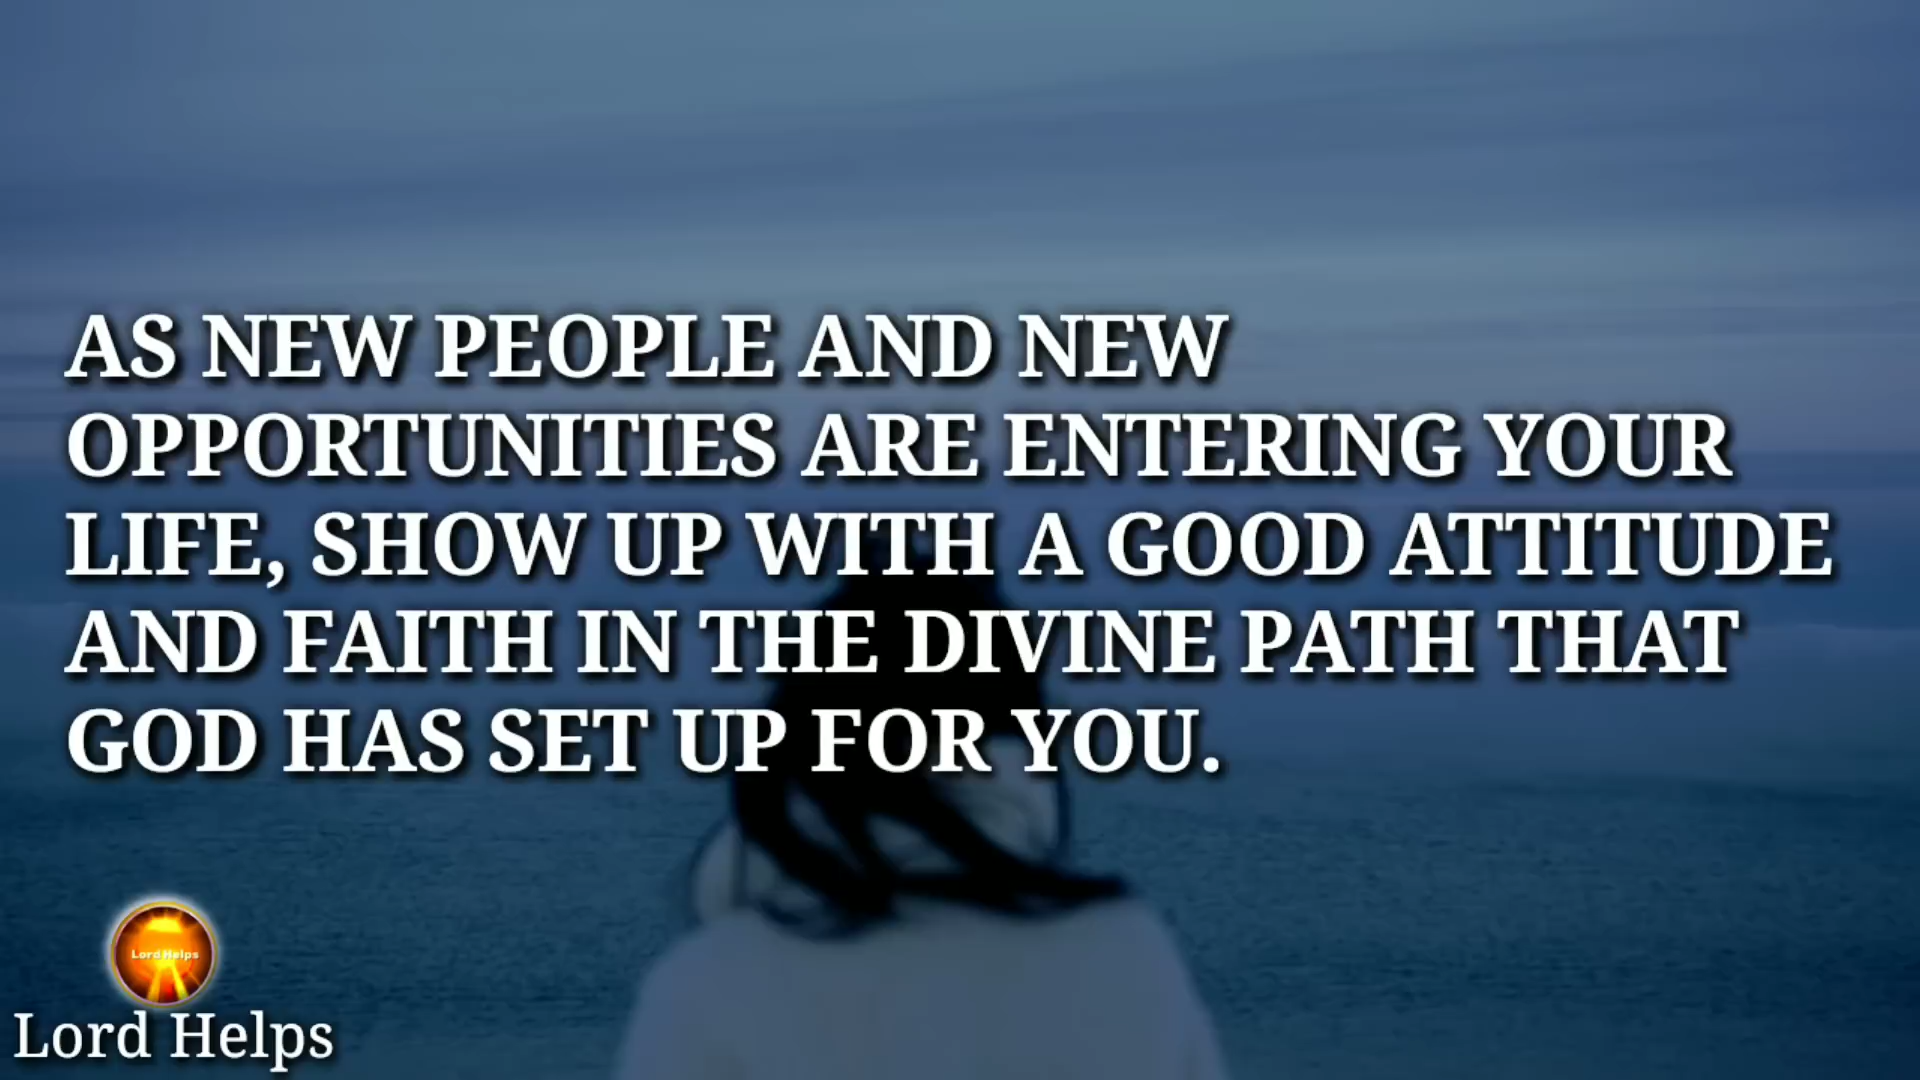 AS NEW PEOPLE AND NEW
OPPORTUNITIES ARE ENTERING YOUR
LIFE, SHOW UP WITH A GOOD ATTITUDE
AND FAITH IN THE DIVINE PATH THAT
GOD HAS SET UP FOR YOU.
Lord Helps
Lord Helps